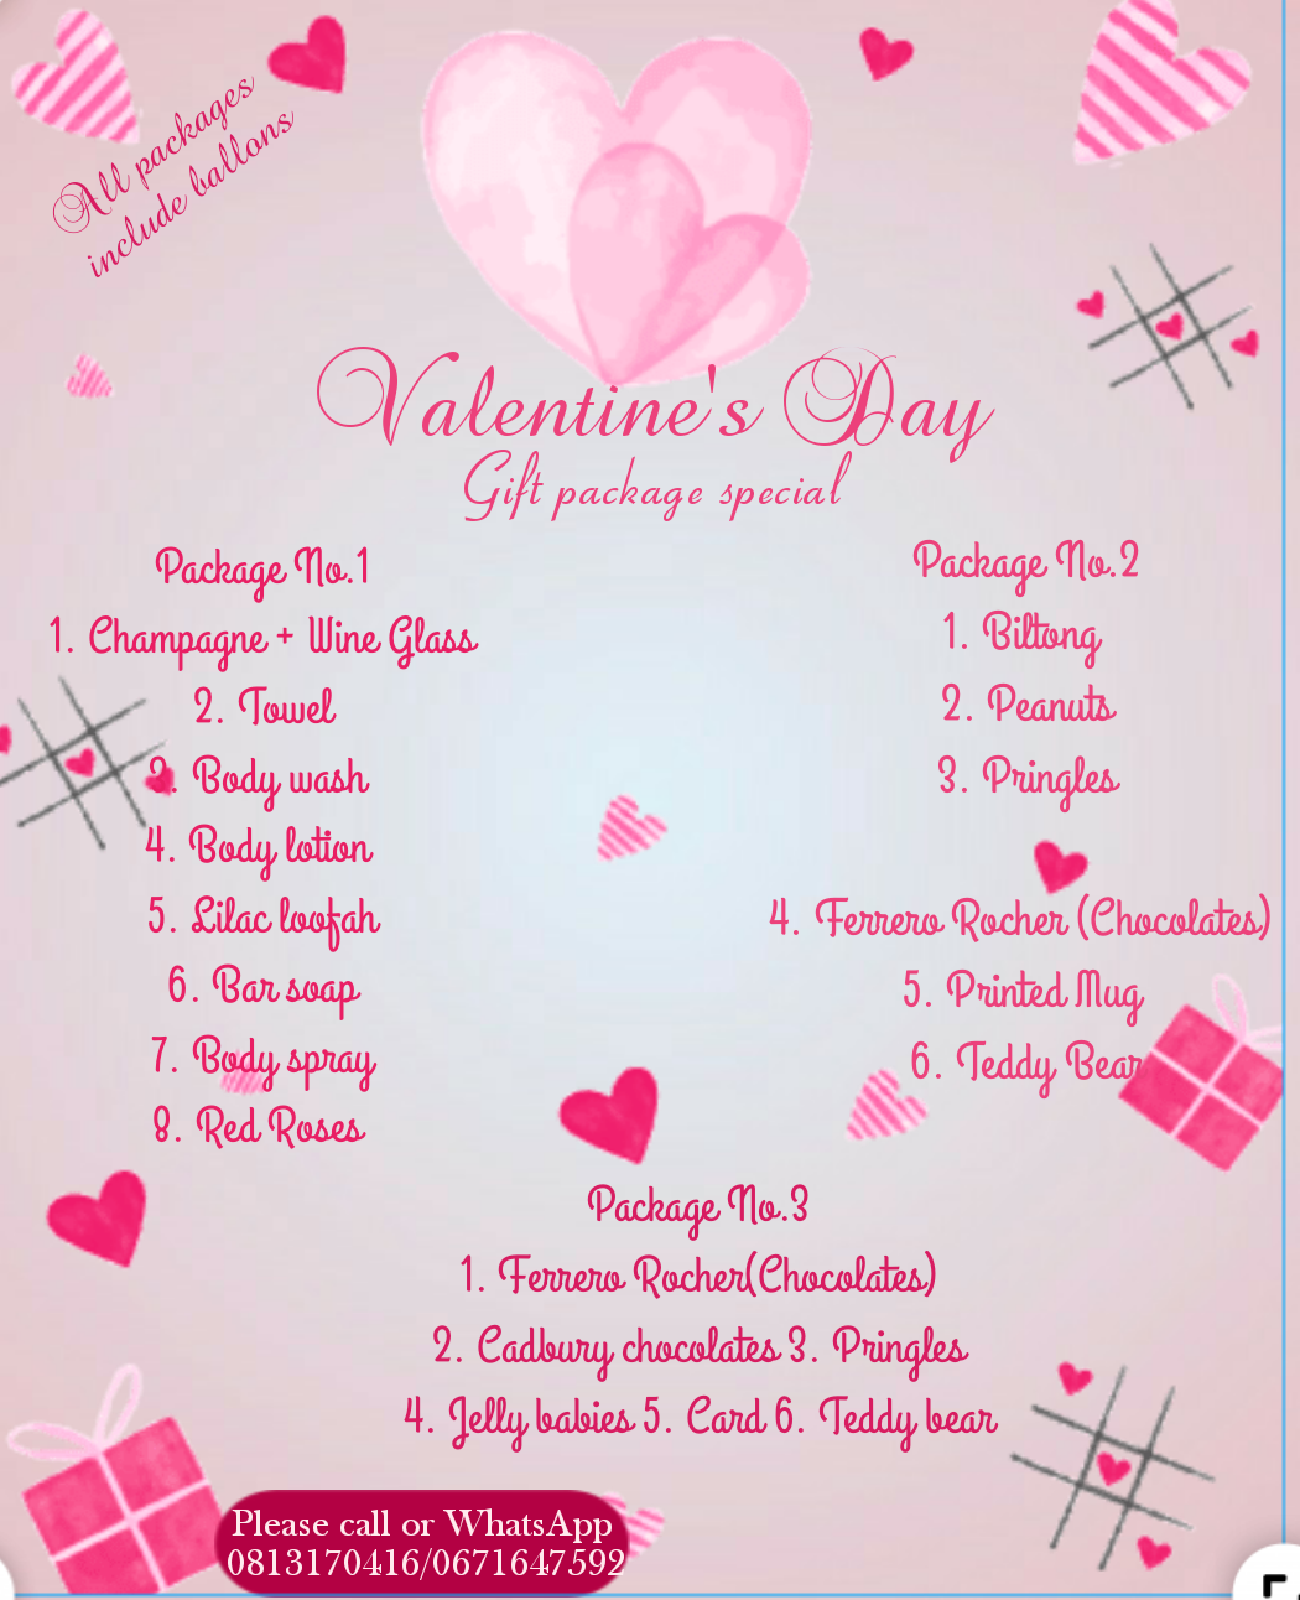 All packages
include ballons
Valentine's Day
Gift package special
Package No.1
1. Champagne + Wine Glass
2. Towel
3. Body wash
4. Body lotion
5. Lilac loofah
6. Bar soap
7. Body spray
8. Red Roses
Package No.2
1. Biltong
2. Peanuts
3. Pringles
4. Ferrero Rocher (Chocolates)
5. Printed Mug
6. Teddy Bear
Package No.3
1. Ferrero Rocher(Chocolates)
2. Cadbury chocolates 3. Pringles
4. Jelly babies 5. Card 6. Teddy bear
Please call or WhatsApp
0813170416/0671647592